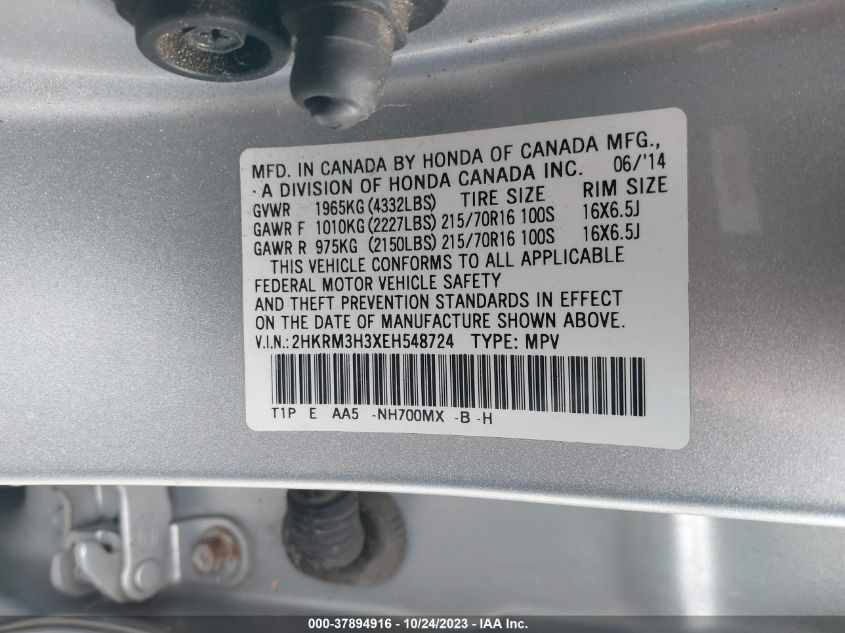 MFD. IN CANADA BY HONDA OF CANADA MFG.,
A DIVISION OF HONDA CANADA INC. 06/'14
GVWR 1965KG (4332LBS) TIRE SIZE RIM SIZE
GAWR F 1010KG (2227LBS) 215/70R16 100S 16X6.5J
GAWR R 975KG (2150LBS) 215/70R16 100S 16X6.5J
THIS VEHICLE CONFORMS TO ALL APPLICABLE
FEDERAL MOTOR VEHICLE SAFETY
AND THEFT PREVENTION STANDARDS IN EFFECT
ON THE DATE OF MANUFACTURE SHOWN ABOVE.
V.I.N.: 2HKRM3H3XEH548724 TYPE: MPV
T1P E AA5 -NH700MX -B -H
000-37894916 - 10/24/2023 - IAA Inc.